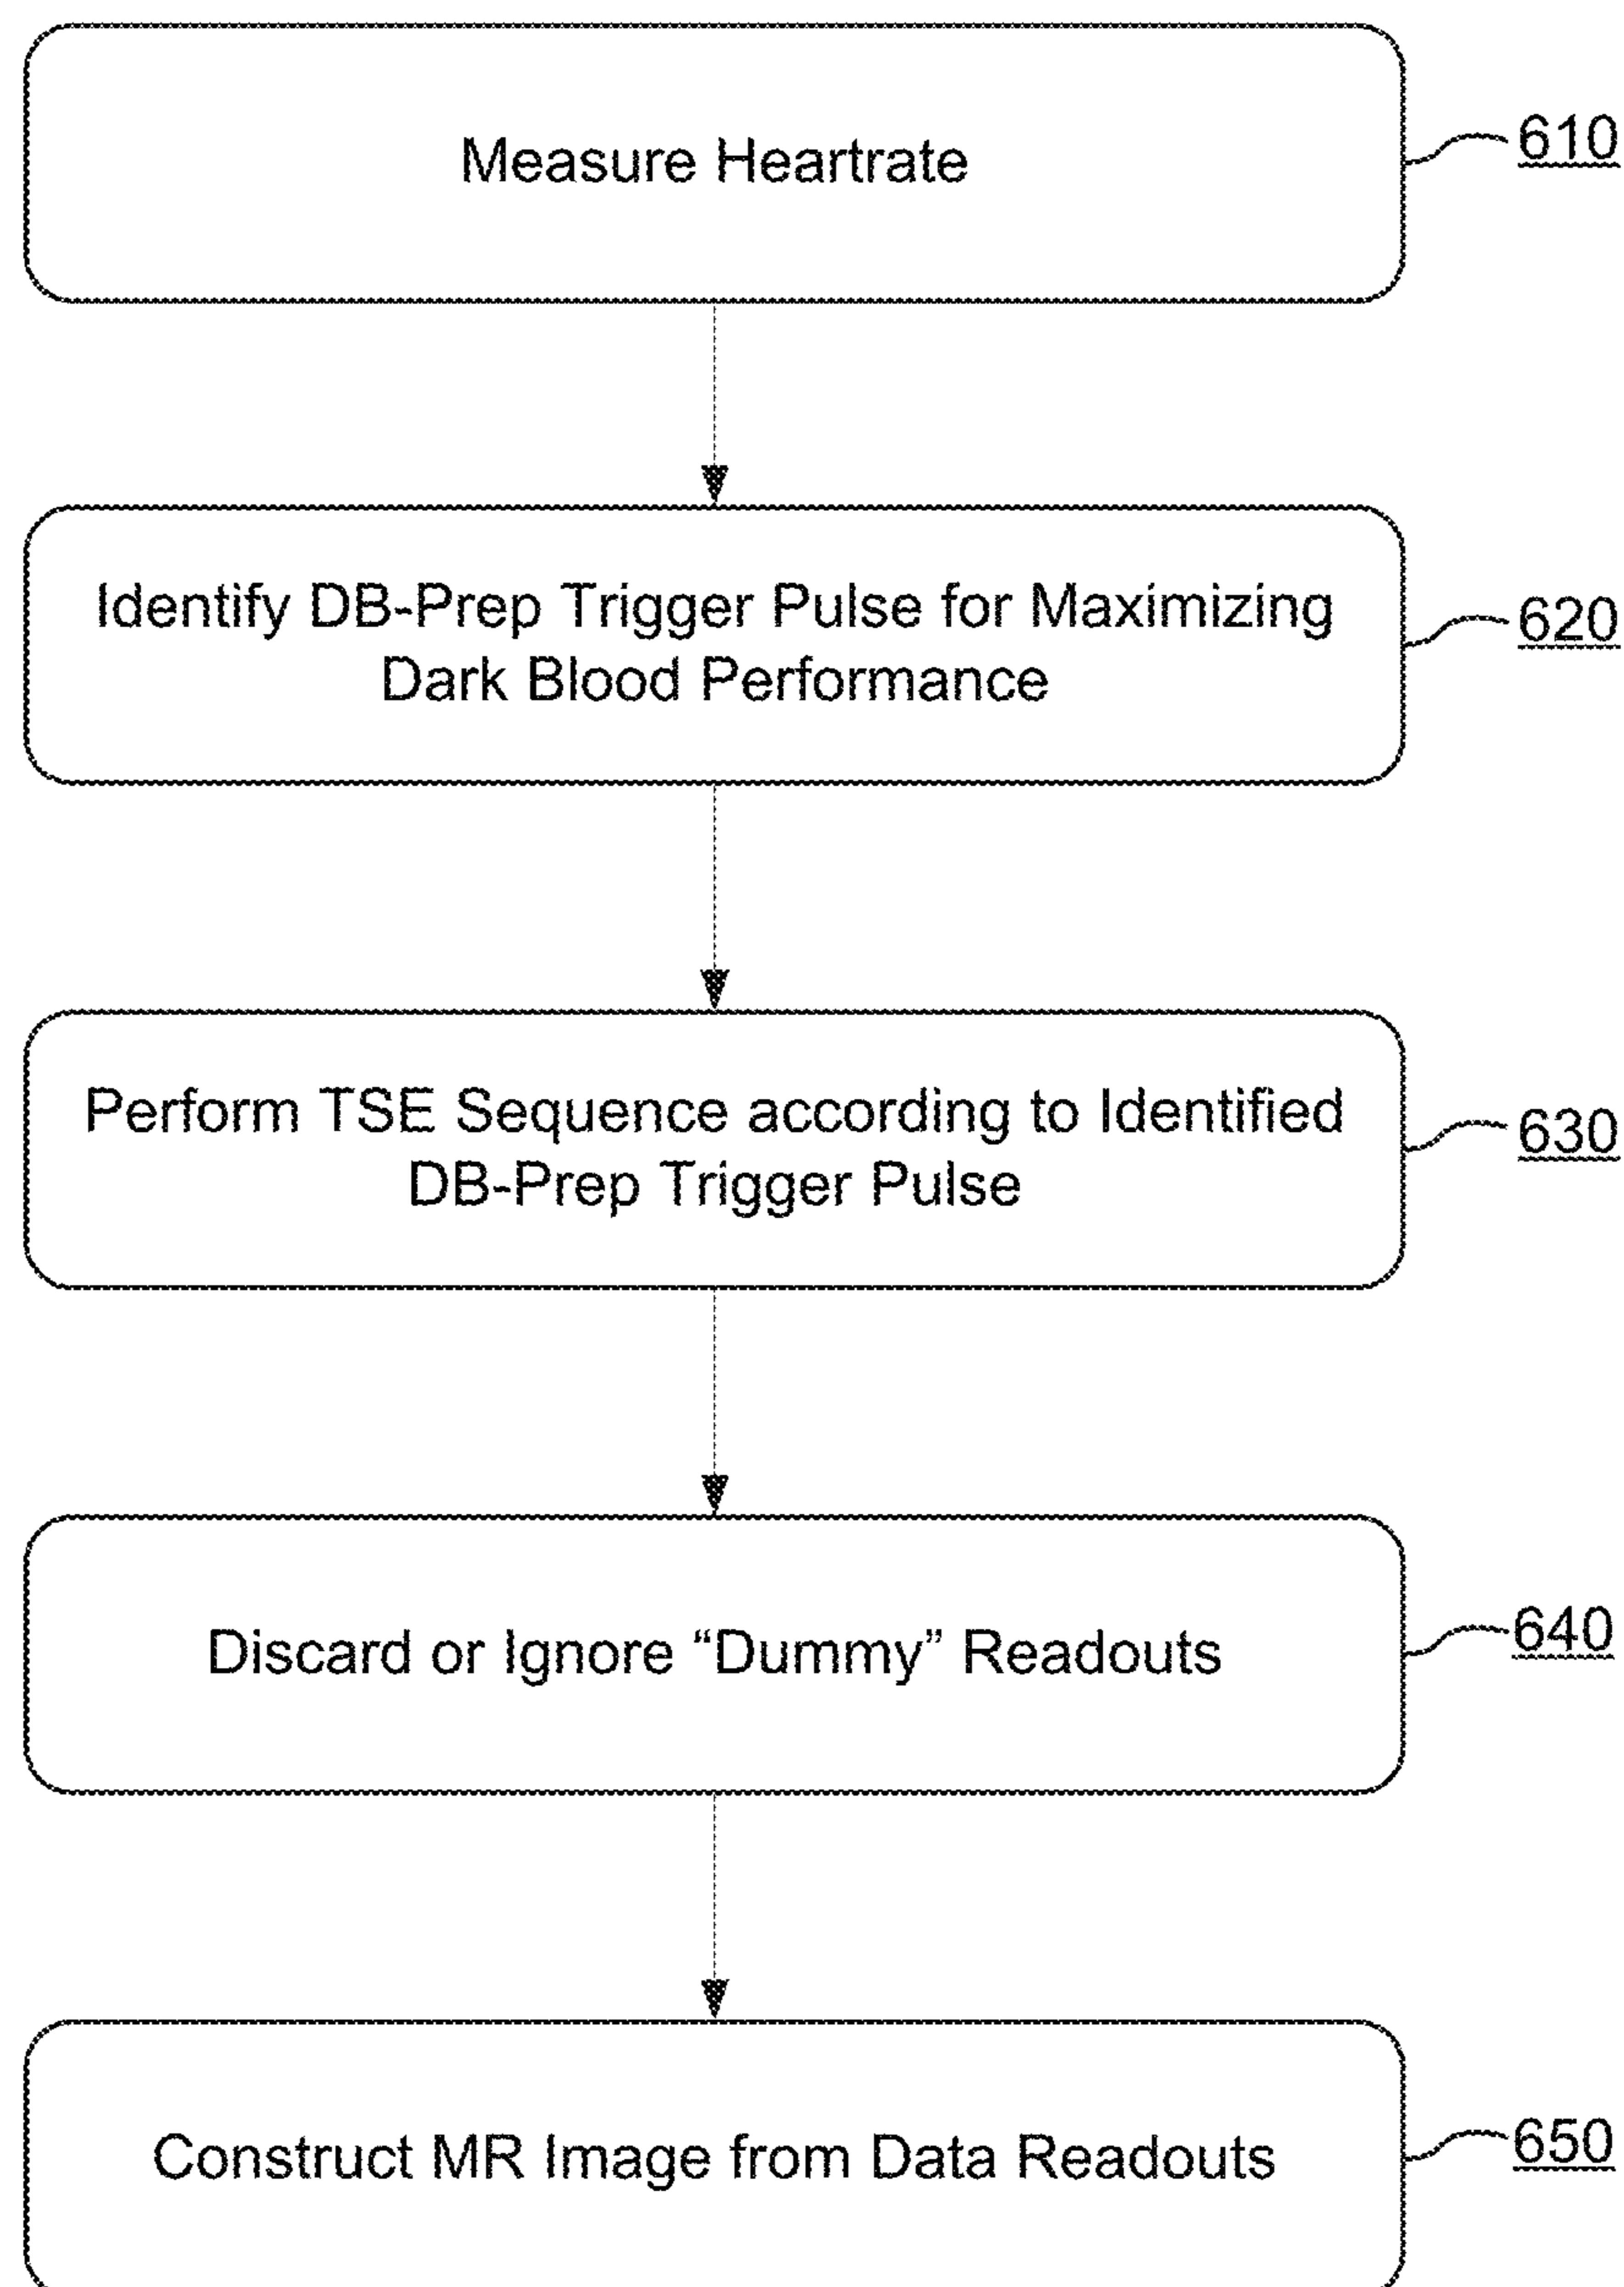 Measure Heartrate
610
Identify DB-Prep Trigger Pulse for Maximizing
Dark Blood Performance
620
Perform TSE Sequence according to Identified
DB-Prep Trigger Pulse
630
Discard or Ignore “Dummy” Readouts
640
Construct MR Image from Data Readouts
650